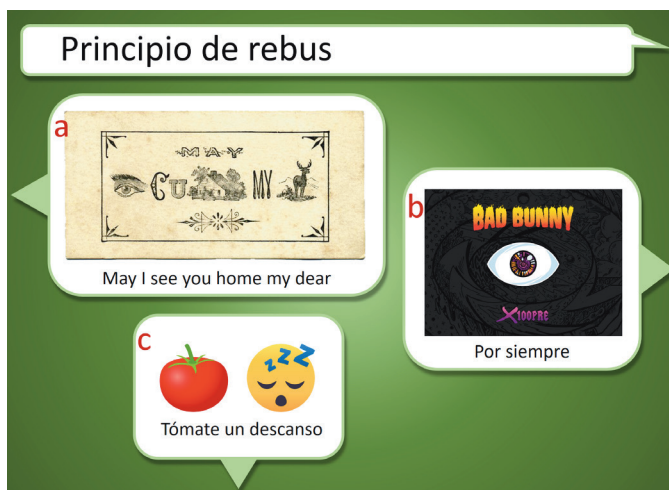 Principio de rebus
a
MAY
CU MY
May I see you home my dear
b
BAD BUNNY
X100PRE
Por siempre
c
zzZ
Tómate un descanso